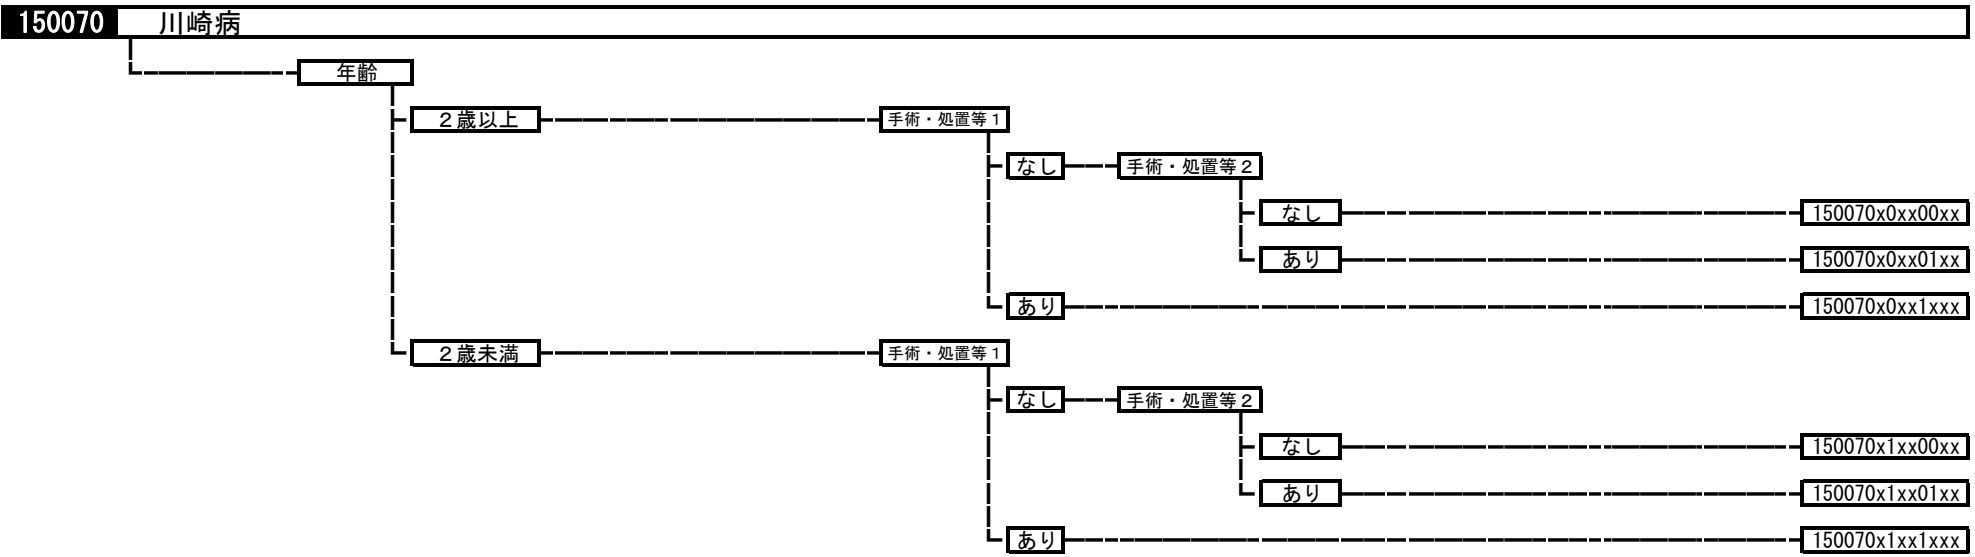 150070 川崎病
年齢
２歳以上 手術・処置等１
なし 手術・処置等２
なし 150070x0xx00xx
あり 150070x0xx01xx
あり 150070x0xx1xxx
２歳未満 手術・処置等１
なし 手術・処置等２
なし 150070x1xx00xx
あり 150070x1xx01xx
あり 150070x1xx1xxx